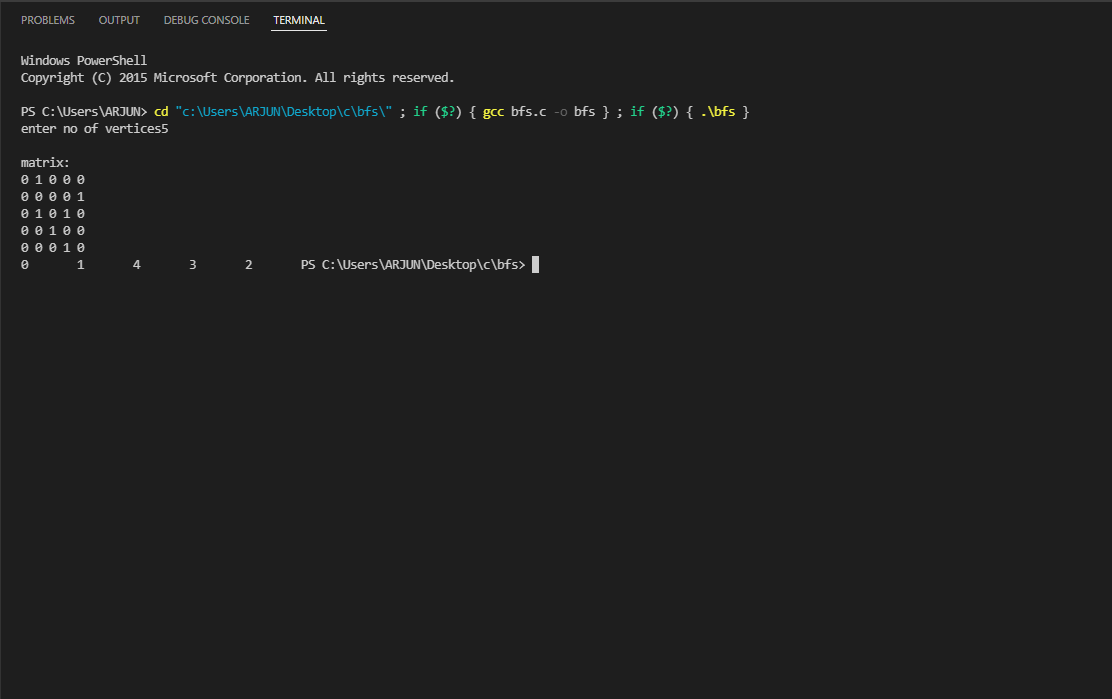 PROBLEMS OUTPUT DEBUG CONSOLE TERMINAL
Windows PowerShell
Copyright (C) 2015 Microsoft Corporation. All rights reserved.
PS C:\Users\ARJUN> cd "c:\Users\ARJUN\Desktop\c\bfs\" ; if ($?) { gcc bfs.c -o bfs } ; if ($?) { .\bfs }
enter no of vertices5
matrix:
0 1 0 0 0
0 0 0 0 1
0 1 0 1 0
0 0 1 0 0
0 0 0 1 0
0 1 4 3 2 PS C:\Users\ARJUN\Desktop\c\bfs>